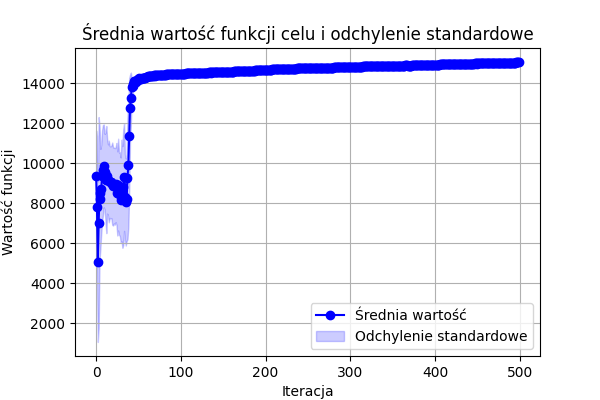 Średnia wartość funkcji celu i odchylenie standardowe
Wartość funkcji
14000
12000
10000
8000
6000
4000
2000
0
100
200
300
400
500
Iteracja
Średnia wartość
Odchylenie standardowe